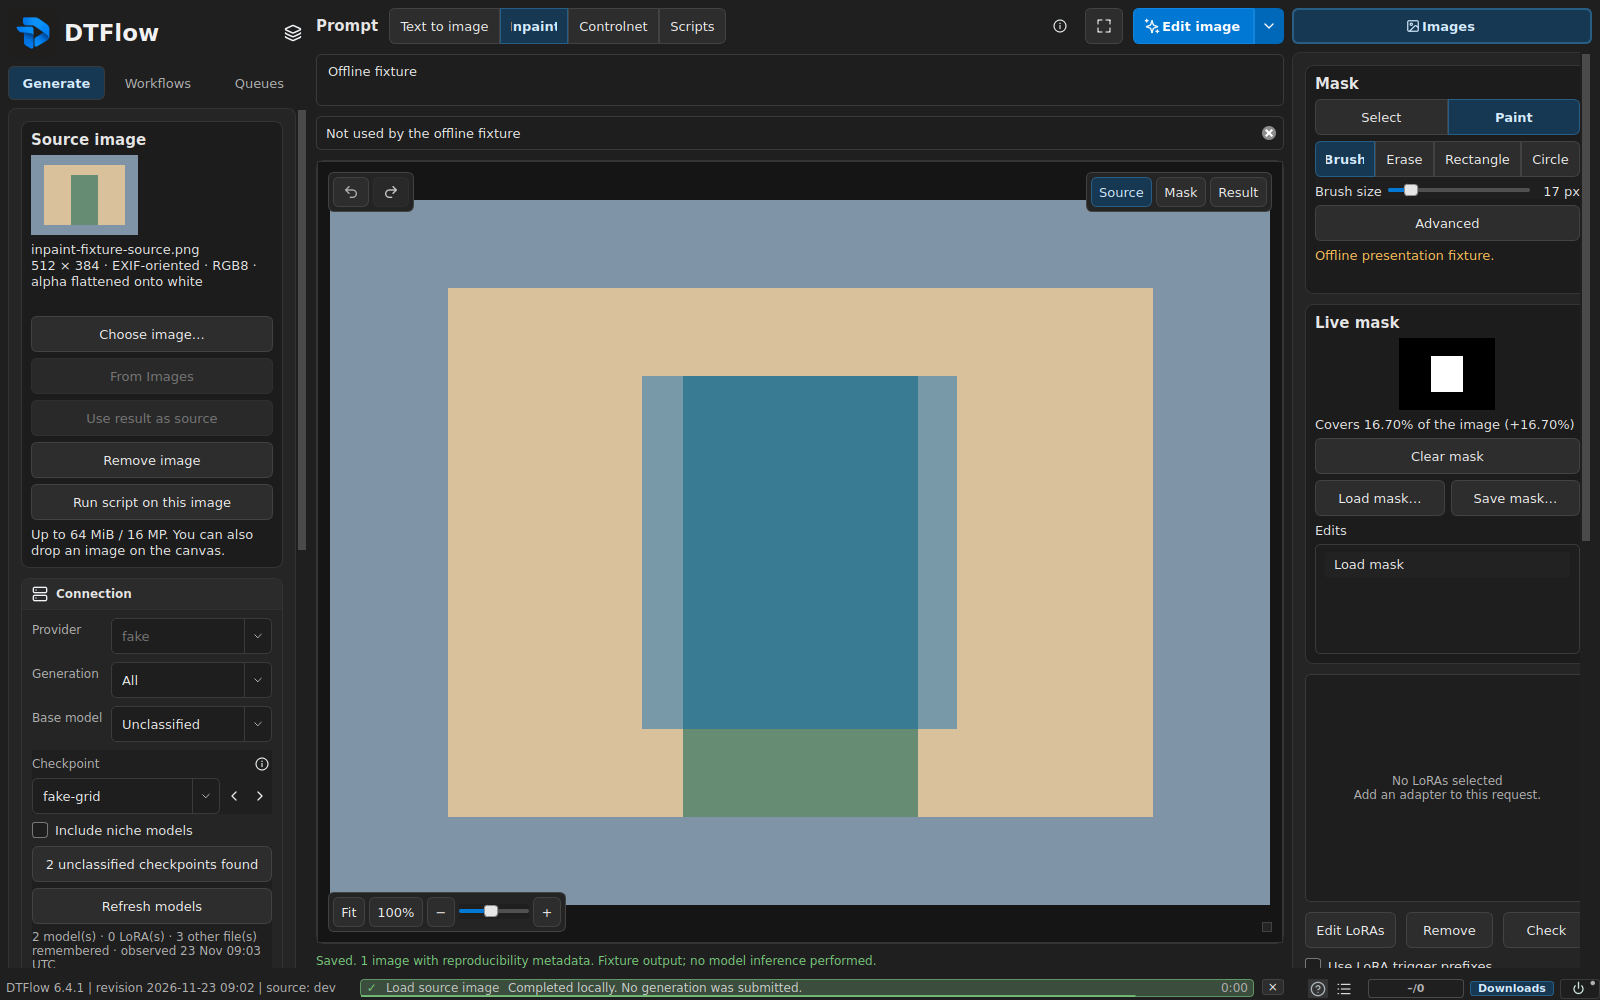 DTFlow
Prompt
Text to image
Inpaint
Controlnet
Scripts
Edit image
Images
Generate
Workflows
Queues
Offline fixture
Not used by the offline fixture
Source image
inpaint-fixture-source.png
512 × 384 · EXIF-oriented · RGB8 ·
alpha flattened onto white
Choose image...
From Images
Use result as source
Remove image
Run script on this image
Up to 64 MiB / 16 MP. You can also
drop an image on the canvas.
Connection
Provider
fake
Generation
All
Base model
Unclassified
Checkpoint
fake-grid
Include niche models
2 unclassified checkpoints found
Refresh models
2 model(s) · 0 LoRA(s) · 3 other file(s)
remembered · observed 23 Nov 09:03
UTC
Source
Mask
Result
Fit
100%
−
+
Saved. 1 image with reproducibility metadata. Fixture output; no model inference performed.
Mask
Select
Paint
Brush
Erase
Rectangle
Circle
Brush size
17 px
Advanced
Offline presentation fixture.
Live mask
Covers 16.70% of the image (+16.70%)
Clear mask
Load mask...
Save mask...
Edits
Load mask
No LoRAs selected
Add an adapter to this request.
Edit LoRAs
Remove
Check
Use LoRA trigger prefixes
DTFlow 6.4.1 | revision 2026-11-23 09:02 | source: dev
✓ Load source image Completed locally. No generation was submitted.
0:00
–/0
Downloads